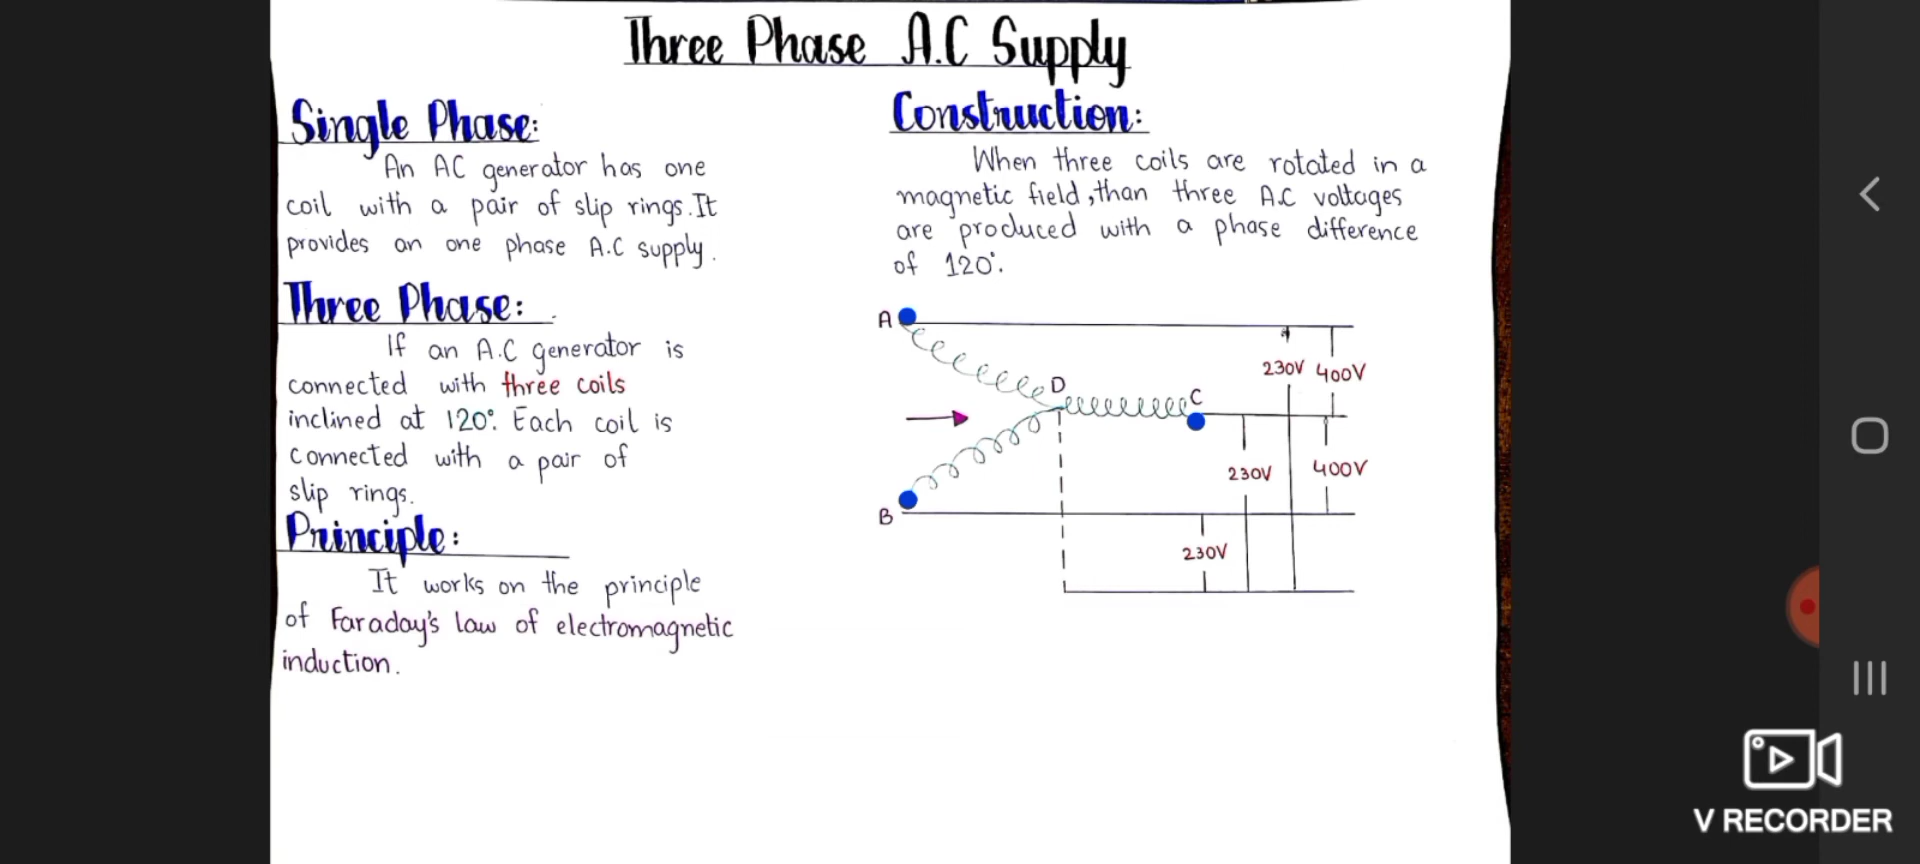 Three Phase A.C Supply
Single Phase:
An AC generator has one
coil with a pair of slip rings. It
provides an one phase A.C supply.
Three Phase:
If an A.C generator is
connected with three coils
inclined at 120°. Each coil is
connected with a pair of
slip rings.
Principle:
It works on the principle
of Faraday's law of electromagnetic
induction.
Construction:
When three coils are rotated in a
magnetic field, than three A.C voltages
are produced with a phase difference
of 120°.
A
230V 400V
D
C
230V 400V
B
230V
V RECORDER